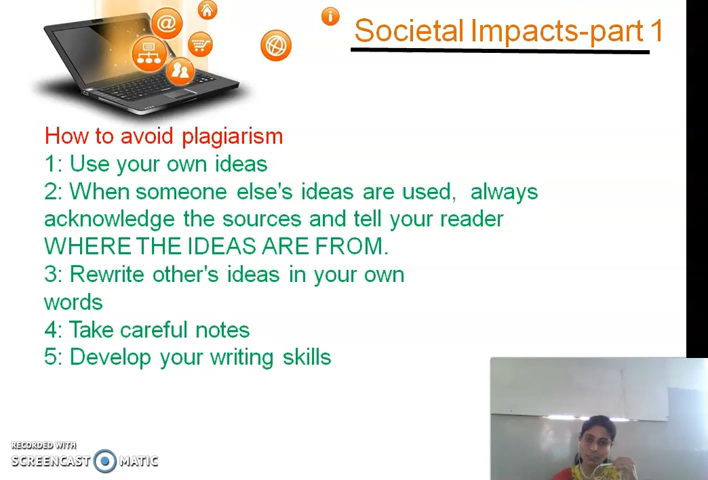 Societal Impacts-part 1
How to avoid plagiarism
1: Use your own ideas
2: When someone else's ideas are used, always
acknowledge the sources and tell your reader
WHERE THE IDEAS ARE FROM.
3: Rewrite other's ideas in your own
words
4: Take careful notes
5: Develop your writing skills
RECORDED WITH
SCREENCAST MATIC